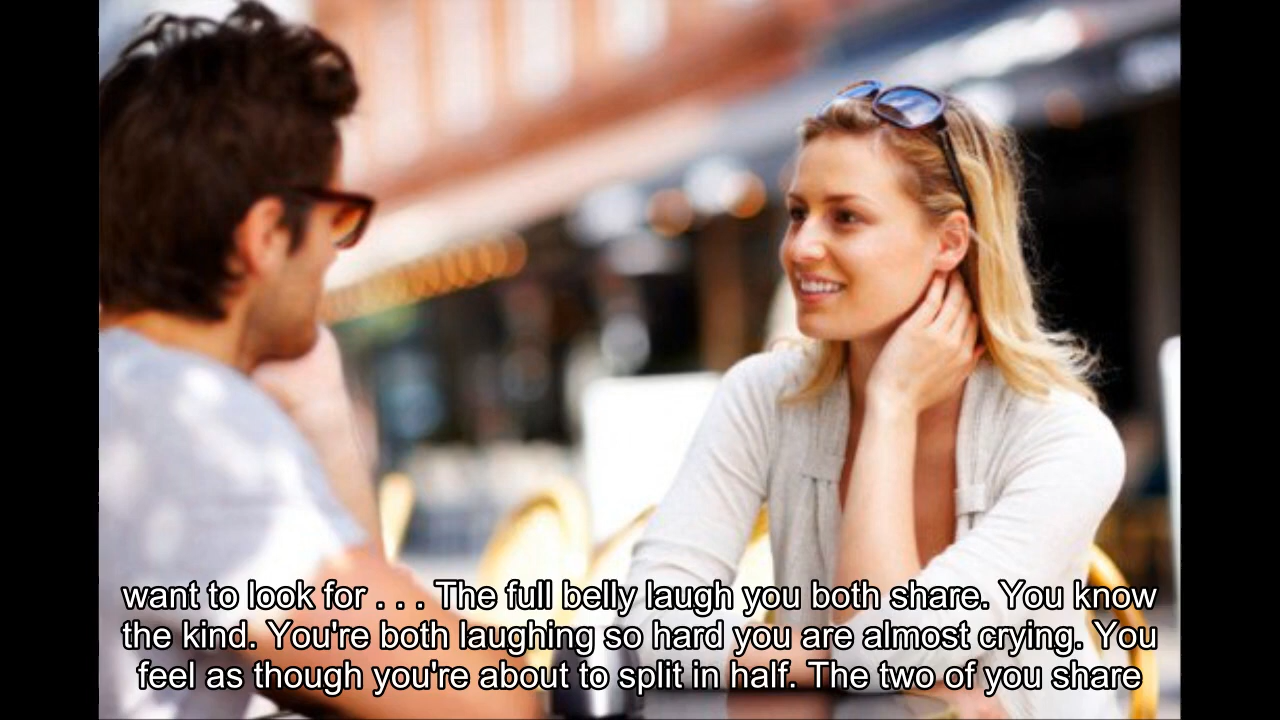 want to look for . . . The full belly laugh you both share. You know
the kind. You're both laughing so hard you are almost crying. You
feel as though you're about to split in half. The two of you share